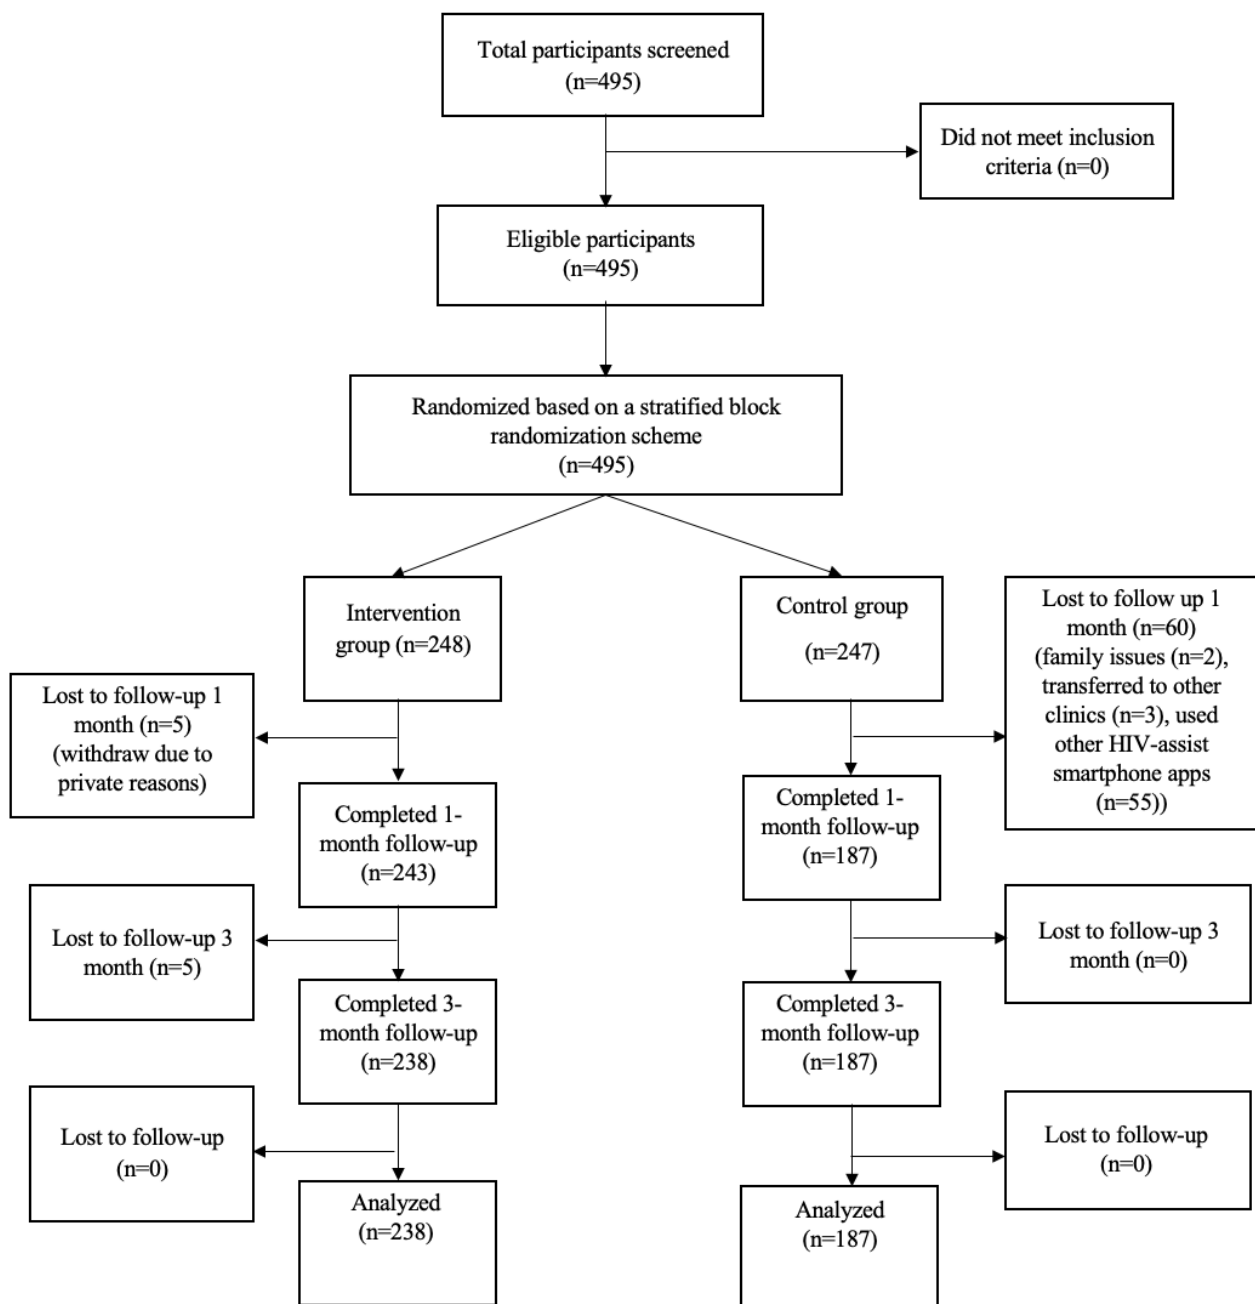 Total participants screened
(n=495)
Did not meet inclusion
criteria (n=0)
Eligible participants
(n=495)
Randomized based on a stratified block
randomization scheme
(n=495)
Intervention
group (n=248)
Control group
(n=247)
Lost to follow up 1
month (n=60)
(family issues (n=2),
transferred to other
clinics (n=3), used
other HIV-assist
smartphone apps
(n=55))
Lost to follow-up 1
month (n=5)
(withdraw due to
private reasons)
Completed 1-
month follow-up
(n=243)
Completed 1-
month follow-up
(n=187)
Lost to follow-up 3
month (n=5)
Lost to follow-up 3
month (n=0)
Completed 3-
month follow-up
(n=238)
Completed 3-
month follow-up
(n=187)
Lost to follow-up
(n=0)
Lost to follow-up
(n=0)
Analyzed
(n=238)
Analyzed
(n=187)